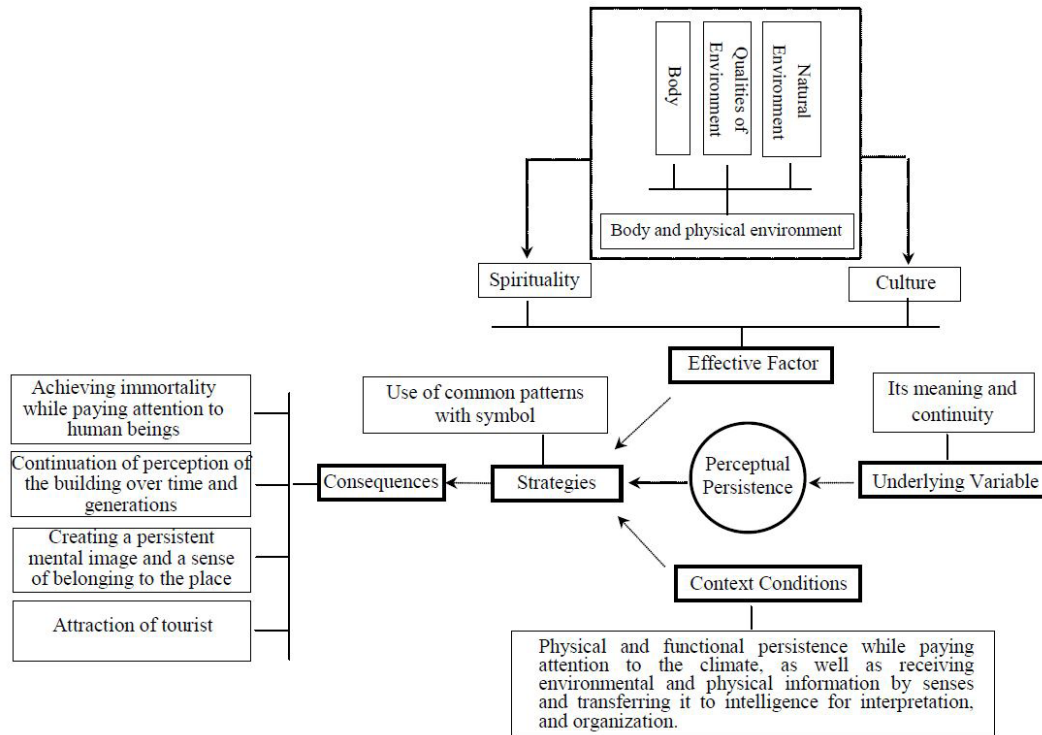 Body
Qualities of
Environment
Natural
Environment
Body and physical environment
Spirituality
Culture
Effective Factor
Achieving immortality
while paying attention to
human beings
Use of common patterns
with symbol
Its meaning and
continuity
Continuation of perception of
the building over time and
generations
Consequences
Strategies
Perceptual
Persistence
Underlying Variable
Creating a persistent
mental image and a sense
of belonging to the place
Context Conditions
Attraction of tourist
Physical and functional persistence while paying
attention to the climate, as well as receiving
environmental and physical information by senses
and transferring it to intelligence for interpretation,
and organization.